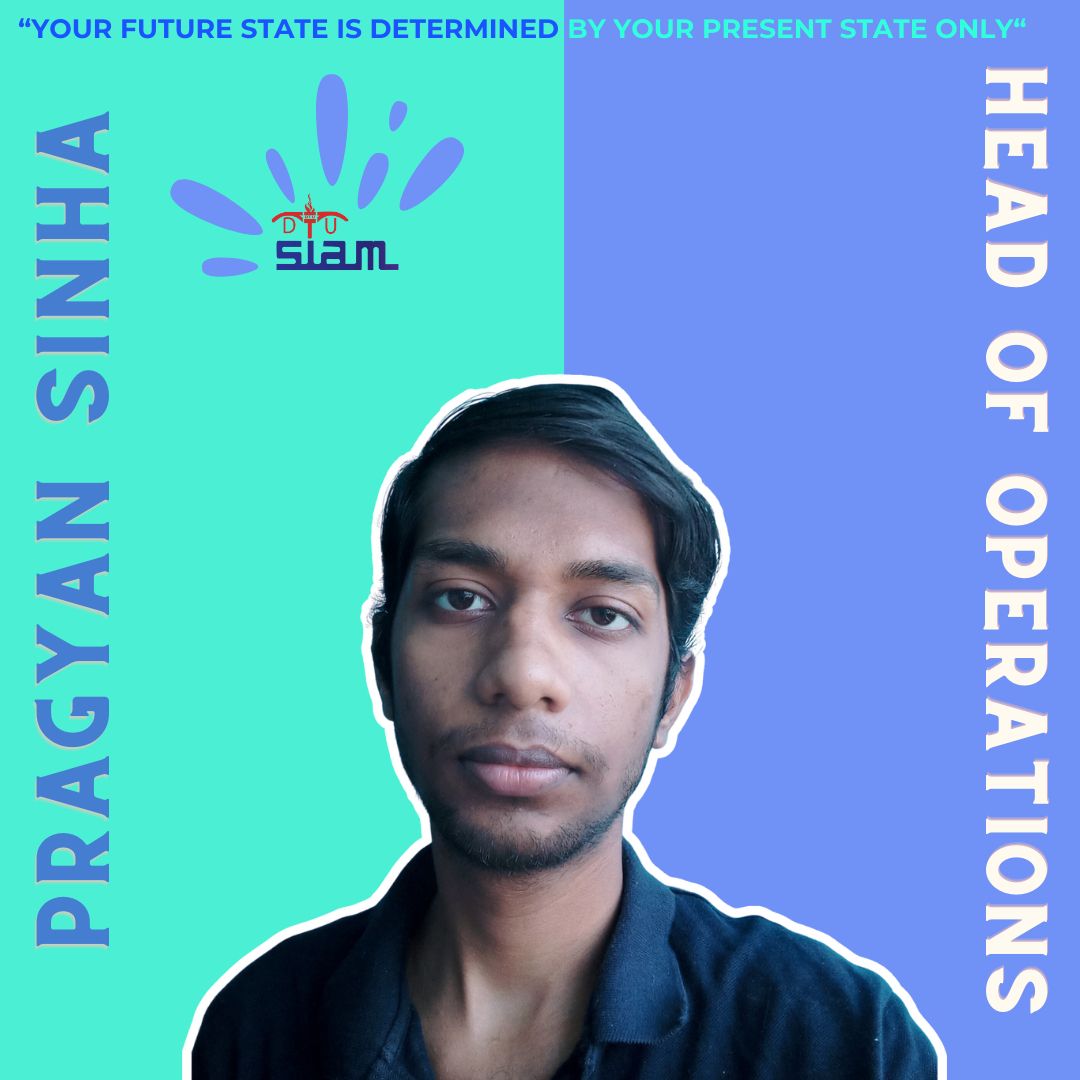 “YOUR FUTURE STATE IS DETERMINED BY YOUR PRESENT STATE ONLY“
PRAGYAN SINHA
DTU
SIAM
HEAD OF OPERATIONS